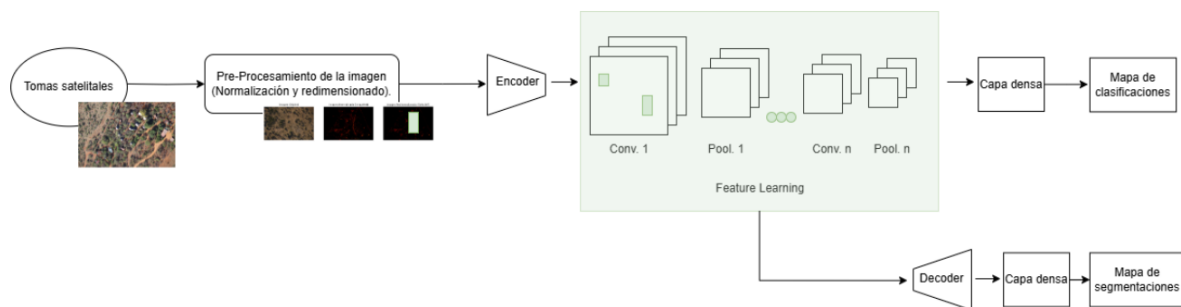 Tomas satelitales
Pre-Procesamiento de la imagen
(Normalización y redimensionado).
Encoder
Conv. 1
Pool. 1
Conv. n
Pool. n
Feature Learning
Capa densa
Mapa de
clasificaciones
Decoder
Capa densa
Mapa de
segmentaciones